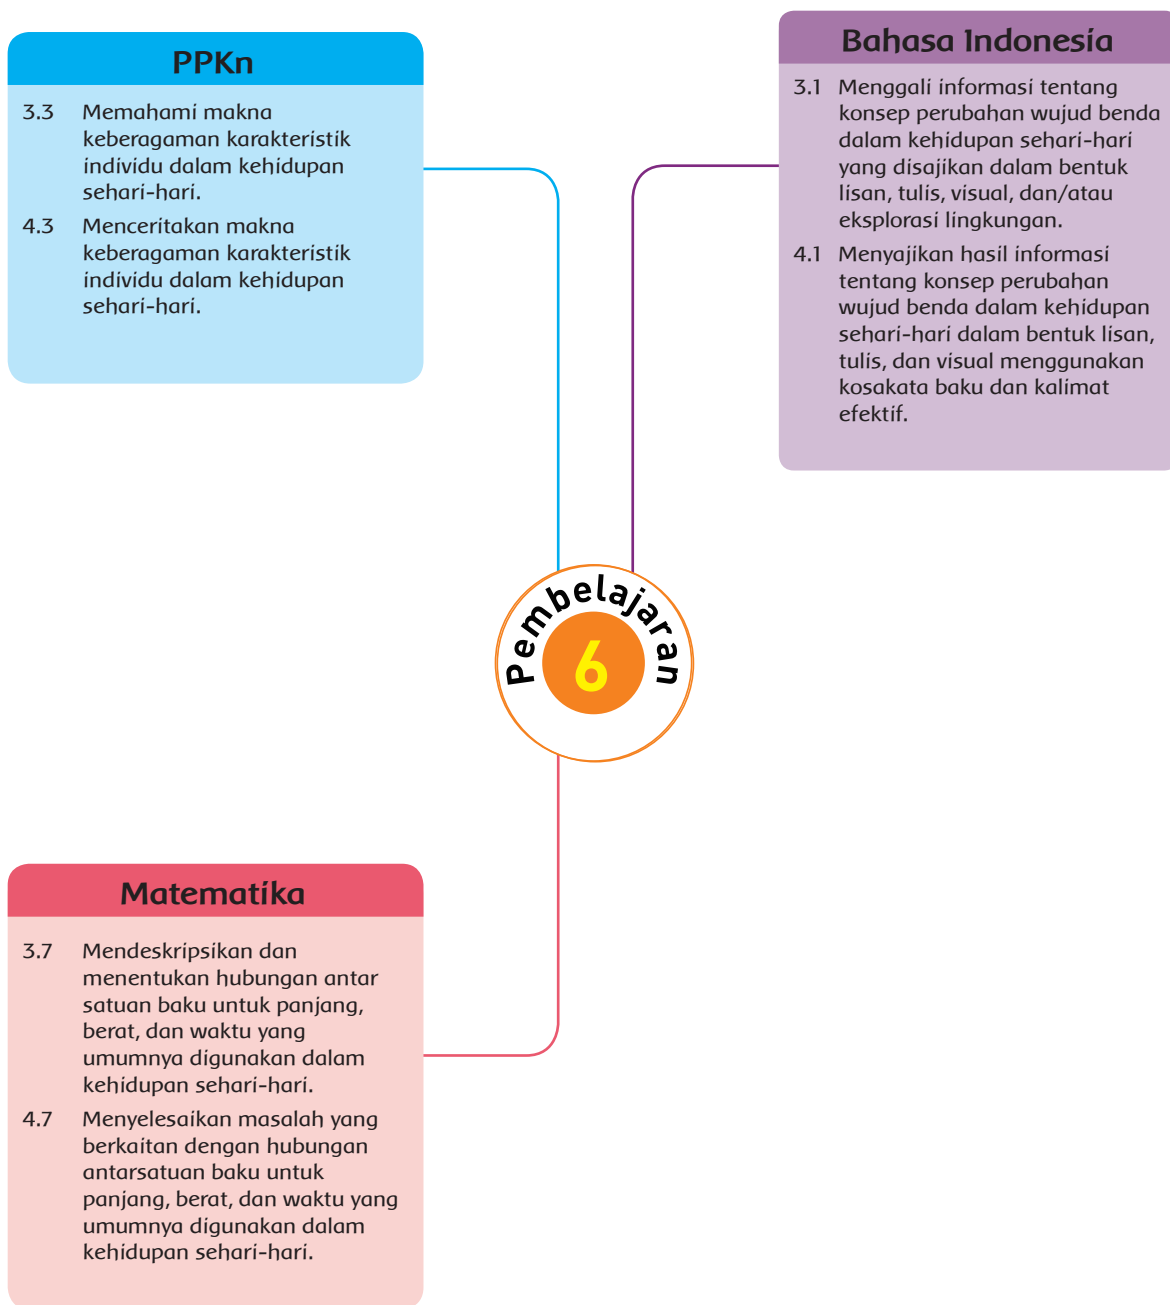 PPKn
3.3 Memahami makna
keberagaman karakteristik
individu dalam kehidupan
sehari-hari.
4.3 Menceritakan makna
keberagaman karakteristik
individu dalam kehidupan
sehari-hari.
Bahasa Indonesia
3.1 Menggali informasi tentang
konsep perubahan wujud benda
dalam kehidupan sehari-hari
yang disajikan dalam bentuk
lisan, tulis, visual, dan/atau
eksplorasi lingkungan.
4.1 Menyajikan hasil informasi
tentang konsep perubahan
wujud benda dalam kehidupan
sehari-hari dalam bentuk lisan,
tulis, dan visual menggunakan
kosakata baku dan kalimat
efektif.
Pembelajaran
6
Matematika
3.7 Mendeskripsikan dan
menentukan hubungan antar
satuan baku untuk panjang,
berat, dan waktu yang
umumnya digunakan dalam
kehidupan sehari-hari.
4.7 Menyelesaikan masalah yang
berkaitan dengan hubungan
antarsatuan baku untuk
panjang, berat, dan waktu yang
umumnya digunakan dalam
kehidupan sehari-hari.